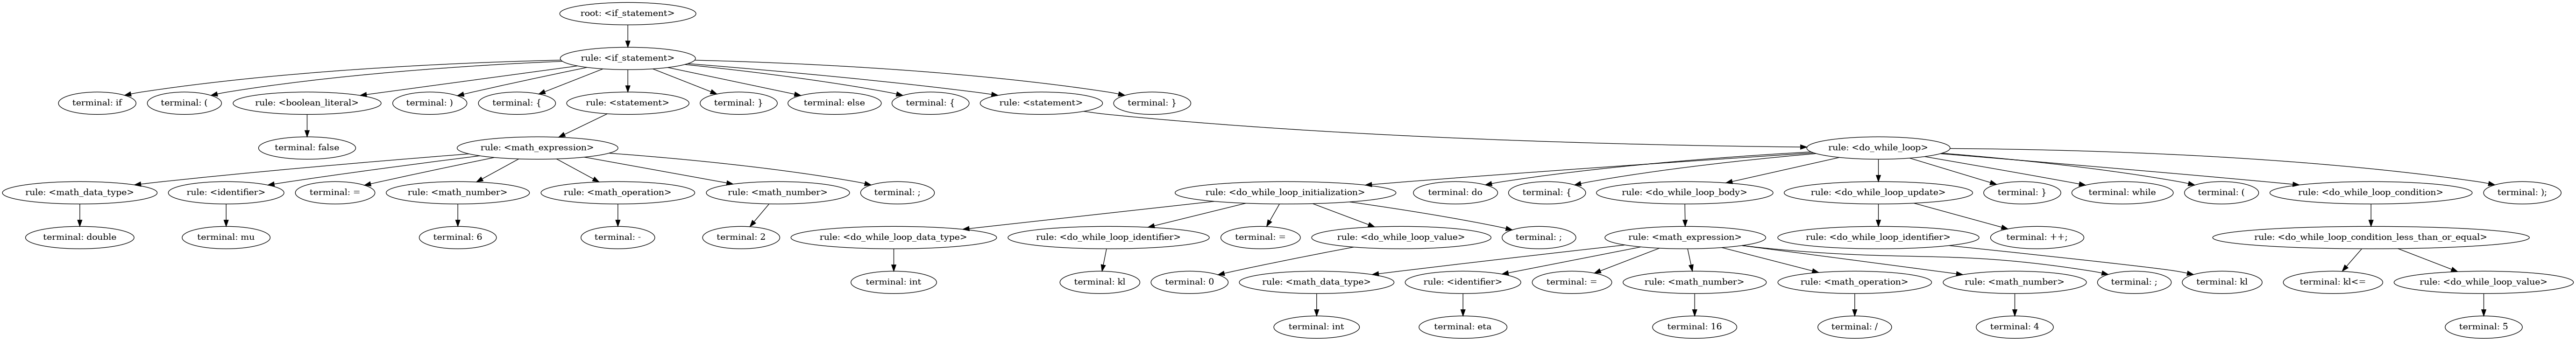 root: <if_statement>
rule: <if_statement>
terminal: if
terminal: (
rule: <boolean_literal>
terminal: )
terminal: {
rule: <statement>
terminal: }
terminal: else
terminal: {
rule: <statement>
terminal: }
terminal: false
rule: <math_expression>
rule: <do_while_loop>
rule: <math_data_type>
rule: <identifier>
terminal: =
rule: <math_number>
rule: <math_operation>
rule: <math_number>
terminal: ;
rule: <do_while_loop_initialization>
terminal: do
terminal: {
rule: <do_while_loop_body>
rule: <do_while_loop_update>
terminal: }
terminal: while
terminal: (
rule: <do_while_loop_condition>
terminal: );
terminal: double
terminal: mu
terminal: 6
terminal: -
terminal: 2
rule: <do_while_loop_data_type>
rule: <do_while_loop_identifier>
terminal: =
rule: <do_while_loop_value>
terminal: ;
rule: <math_expression>
rule: <do_while_loop_identifier>
terminal: ++;
rule: <do_while_loop_condition_less_than_or_equal>
terminal: int
terminal: kl
terminal: 0
rule: <math_data_type>
rule: <identifier>
terminal: =
rule: <math_number>
rule: <math_operation>
rule: <math_number>
terminal: ;
terminal: kl
terminal: kl<=
rule: <do_while_loop_value>
terminal: int
terminal: eta
terminal: 16
terminal: /
terminal: 4
terminal: 5